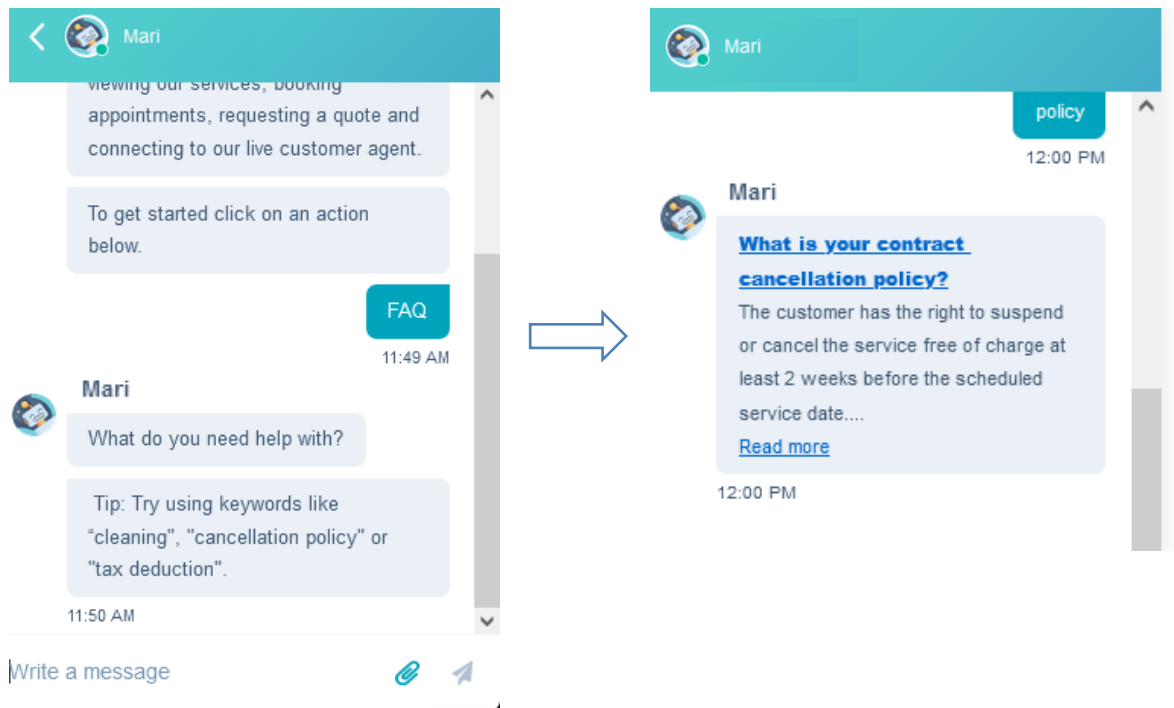 Mari
viewing our services, booking
appointments, requesting a quote and
connecting to our live customer agent.
To get started click on an action
below.
FAQ
11:49 AM
Mari
What do you need help with?
Tip: Try using keywords like
“cleaning", "cancellation policy" or
"tax deduction".
11:50 AM
Write a message
Mari
policy
12:00 PM
Mari
What is your contract
cancellation policy?
The customer has the right to suspend
or cancel the service free of charge at
least 2 weeks before the scheduled
service date....
Read more
12:00 PM